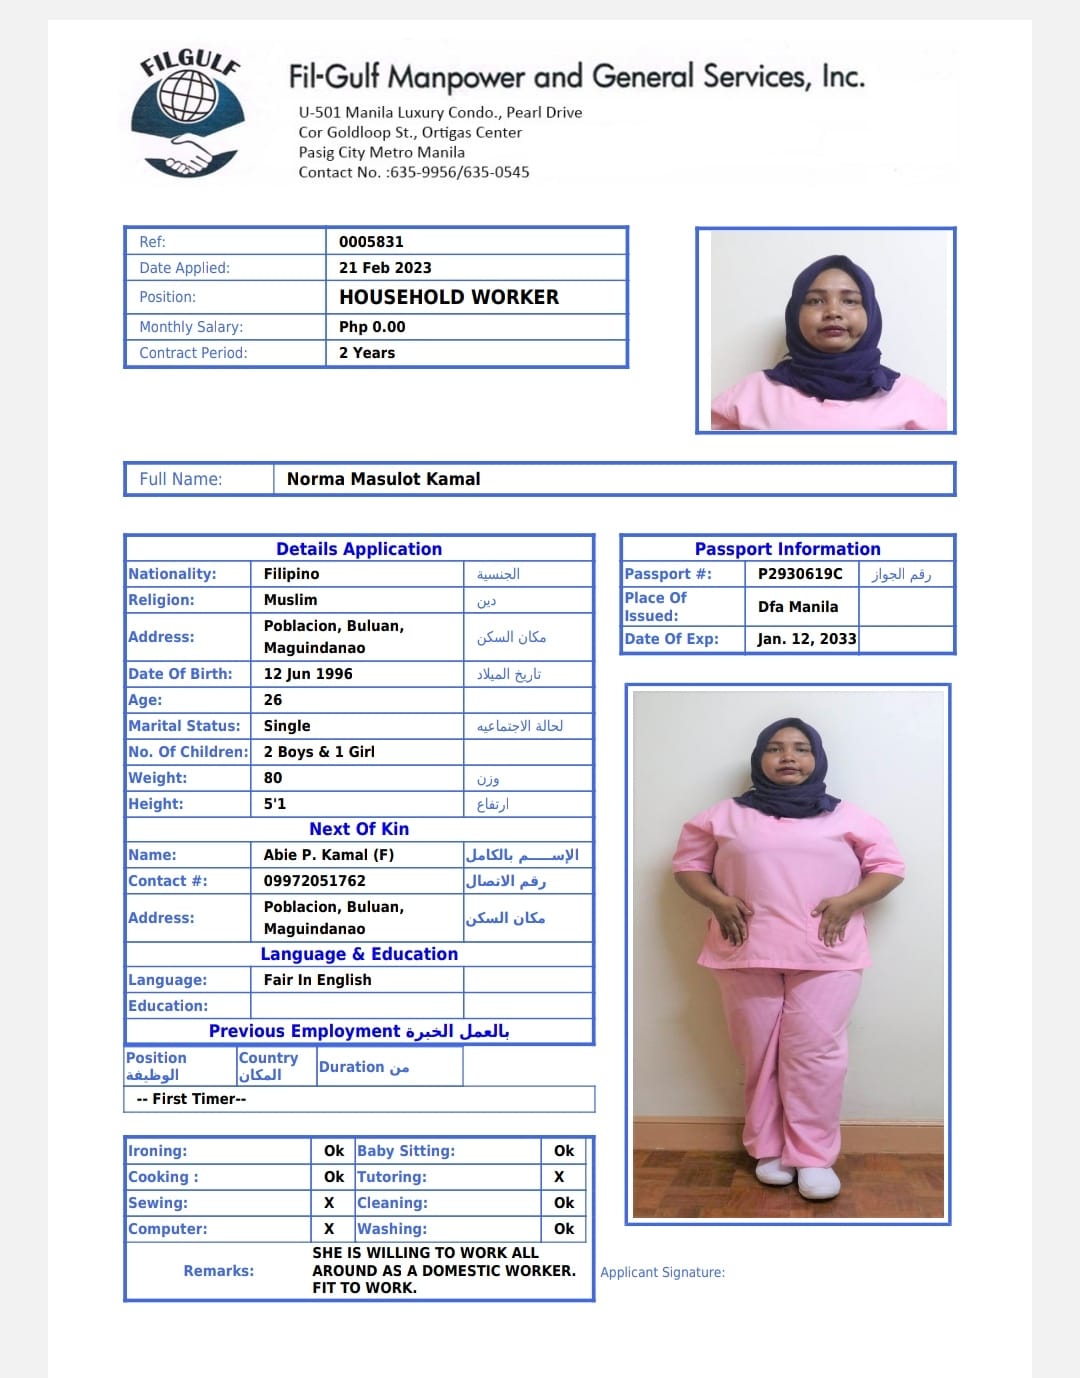 FILGULF
Fil-Gulf Manpower and General Services, Inc.
U-501 Manila Luxury Condo., Pearl Drive
Cor Goldloop St., Ortigas Center
Pasig City Metro Manila
Contact No. :635-9956/635-0545
Ref: 0005831
Date Applied: 21 Feb 2023
Position: HOUSEHOLD WORKER
Monthly Salary: Php 0.00
Contract Period: 2 Years
Full Name: Norma Masulot Kamal
Details Application
Nationality: Filipino الجنسية
Religion: Muslim دين
Address: Poblacion, Buluan, مكان السكن
Maguindanao
Date Of Birth: 12 Jun 1996 تاريخ الميلاد
Age: 26
Marital Status: Single لحالة الاجتماعيه
No. Of Children: 2 Boys & 1 Girl
Weight: 80 وزن
Height: 5'1 ارتفاع
Next Of Kin
Name: Abie P. Kamal (F) الإســـــم بالكامل
Contact #: 09972051762 رقم الاتصال
Address: Poblacion, Buluan, مكان السكن
Maguindanao
Language & Education
Language: Fair In English
Education:
Previous Employment بالعمل الخبرة
Position Country Duration من
الوظيفة المكان
-- First Timer--
Passport Information
Passport #: P2930619C رقم الجواز
Place Of
Issued: Dfa Manila
Date Of Exp: Jan. 12, 2033
Ironing: Ok Baby Sitting: Ok
Cooking : Ok Tutoring: X
Sewing: X Cleaning: Ok
Computer: X Washing: Ok
Remarks: SHE IS WILLING TO WORK ALL
AROUND AS A DOMESTIC WORKER.
FIT TO WORK.
Applicant Signature: